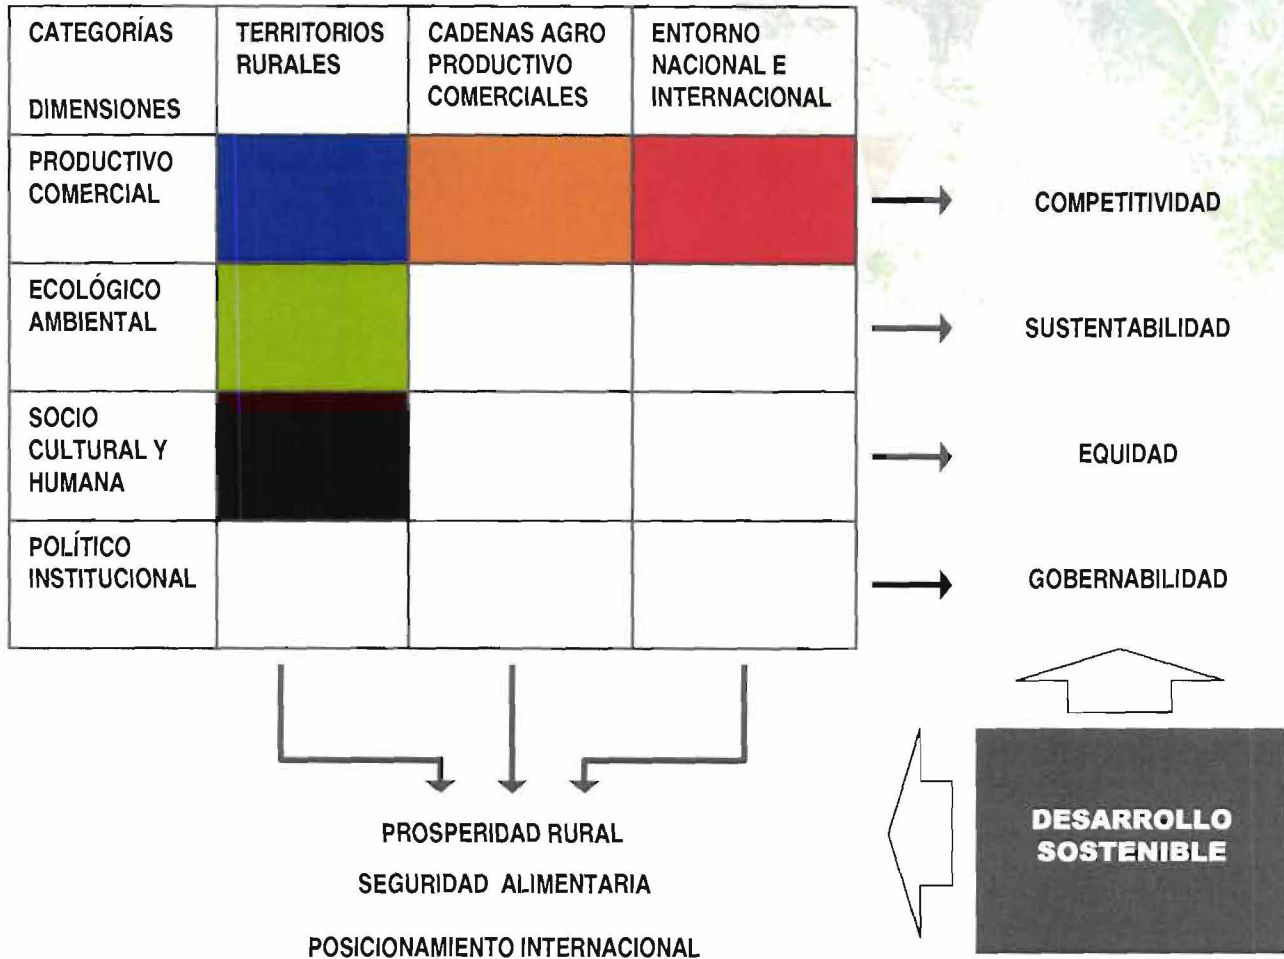 CATEGORÍAS
DIMENSIONES
TERRITORIOS
RURALES
CADENAS AGRO
PRODUCTIVO
COMERCIALES
ENTORNO
NACIONAL E
INTERNACIONAL
PRODUCTIVO
COMERCIAL
COMPETITIVIDAD
ECOLÓGICO
AMBIENTAL
SUSTENTABILIDAD
SOCIO
CULTURAL Y
HUMANA
EQUIDAD
POLÍTICO
INSTITUCIONAL
GOBERNABILIDAD
PROSPERIDAD RURAL
SEGURIDAD ALIMENTARIA
POSICIONAMIENTO INTERNACIONAL
DESARROLLO
SOSTENIBLE